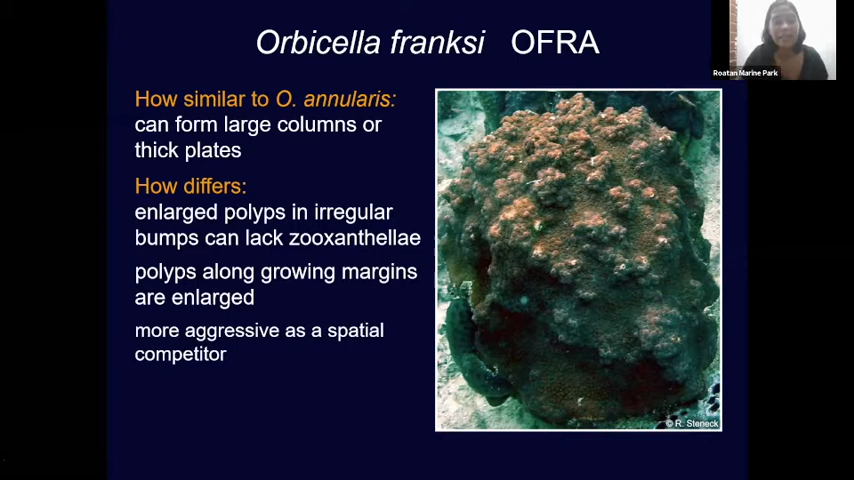 Orbicella franksi OFRA
Roatan Marine Park
How similar to O. annularis:
can form large columns or
thick plates
How differs:
enlarged polyps in irregular
bumps can lack zooxanthellae
polyps along growing margins
are enlarged
more aggressive as a spatial
competitor
© R. Steneck